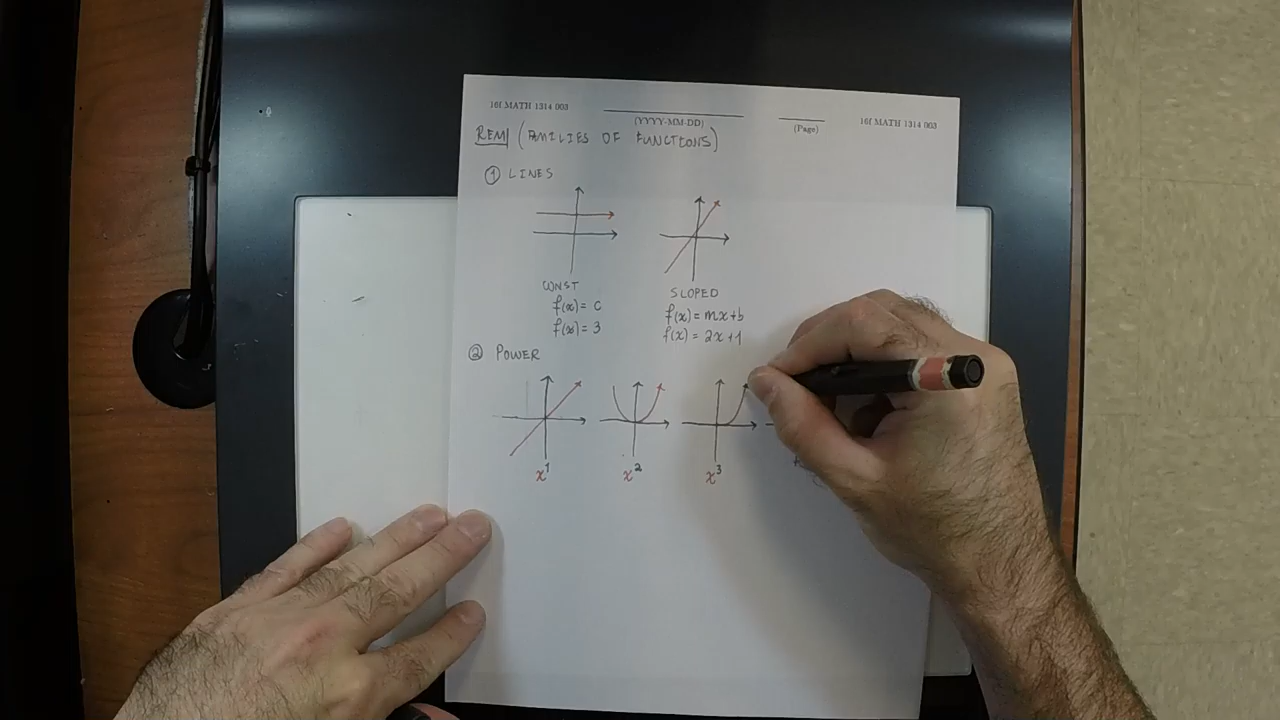 16f MATH 1314 003 (YYYY-MM-DD) (Page) 16f MATH 1314 003
REM (FAMILIES OF FUNCTIONS)
① LINES
CONST SLOPED
f(x) = C f(x) = mx+b
f(x) = 3 f(x) = 2x+1
② POWER
x¹ x² x³